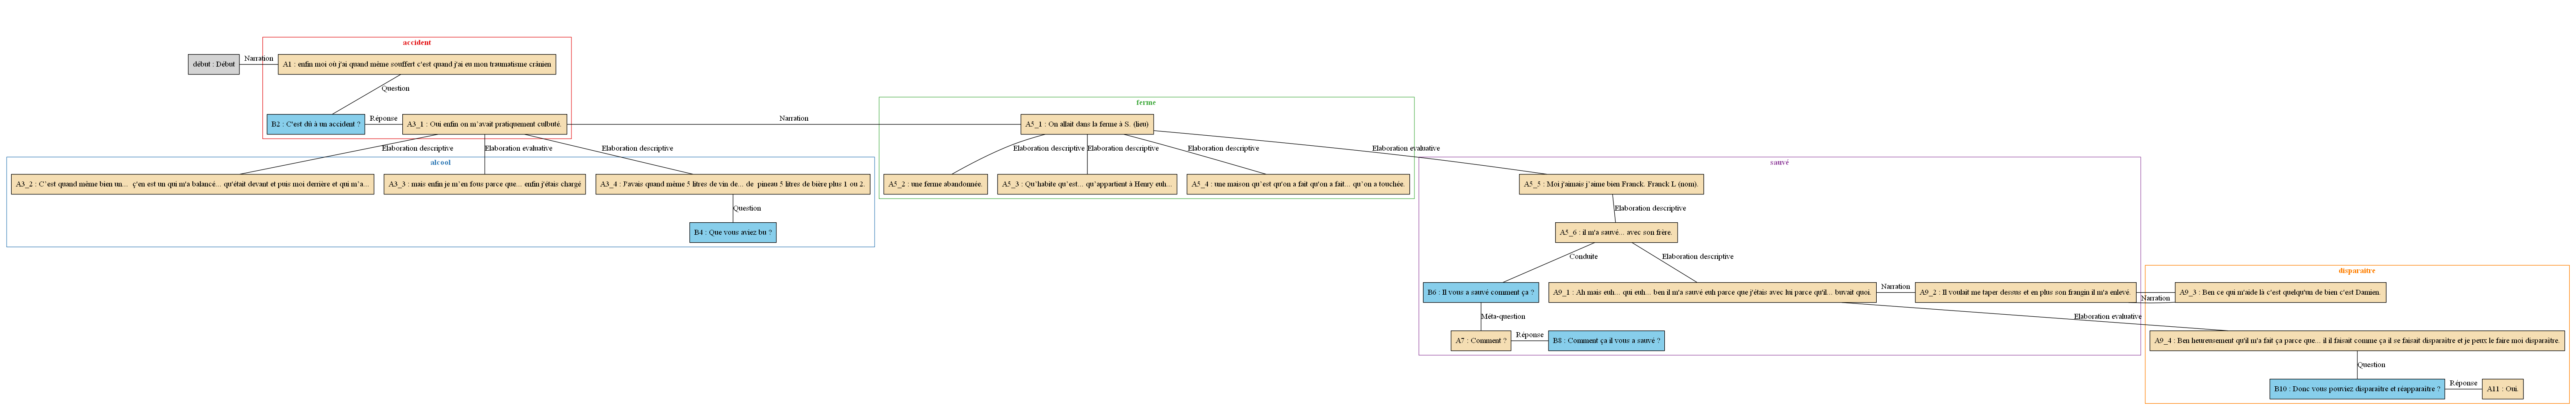 accident
début : Début
Narration
A1 : enfin moi où j'ai quand même souffert c'est quand j'ai eu mon traumatisme crânien
Question
B2 : C'est dû à un accident ?
Réponse
A3_1 : Oui enfin on m'avait pratiquement culbuté.
Narration
ferme
A5_1 : On allait dans la ferme à S. (lieu)
Elaboration descriptive
Elaboration evaluative
Elaboration descriptive
Elaboration descriptive
Elaboration descriptive
Elaboration descriptive
Elaboration evaluative
alcool
A3_2 : C'est quand même bien un... ç'en est un qui m'a balancé... qu'était devant et puis moi derrière et qui m'a...
A3_3 : mais enfin je m'en fous parce que... enfin j'étais chargé
A3_4 : J'avais quand même 5 litres de vin de... de pineau 5 litres de bière plus 1 ou 2.
Question
B4 : Que vous aviez bu ?
A5_2 : une ferme abandonnée.
A5_3 : Qu'habite qu'est... qu'appartient à Henry euh...
A5_4 : une maison qu'est qu'on a fait qu'on a fait... qu'on a touchée.
sauvé
A5_5 : Moi j'aimais j'aime bien Franck. Franck L (nom).
Elaboration descriptive
A5_6 : il m'a sauvé... avec son frère.
Conduite
Elaboration descriptive
B6 : Il vous a sauvé comment ça ?
A9_1 : Ah mais euh... qui euh... ben il m'a sauvé euh parce que j'étais avec lui parce qu'il... buvait quoi.
Narration
A9_2 : Il voulait me taper dessus et en plus son frangin il m'a enlevé.
Narration
disparaitre
A9_3 : Ben ce qui m'aide là c'est quelqu'un de bien c'est Damien.
Méta-question
Elaboration evaluative
A7 : Comment ?
Réponse
B8 : Comment ça il vous a sauvé ?
A9_4 : Ben heureusement qu'il m'a fait ça parce que... il il faisait comme ça il se faisait disparaître et je peux le faire moi disparaître.
Question
B10 : Donc vous pouviez disparaître et réapparaître ?
Réponse
A11 : Oui.